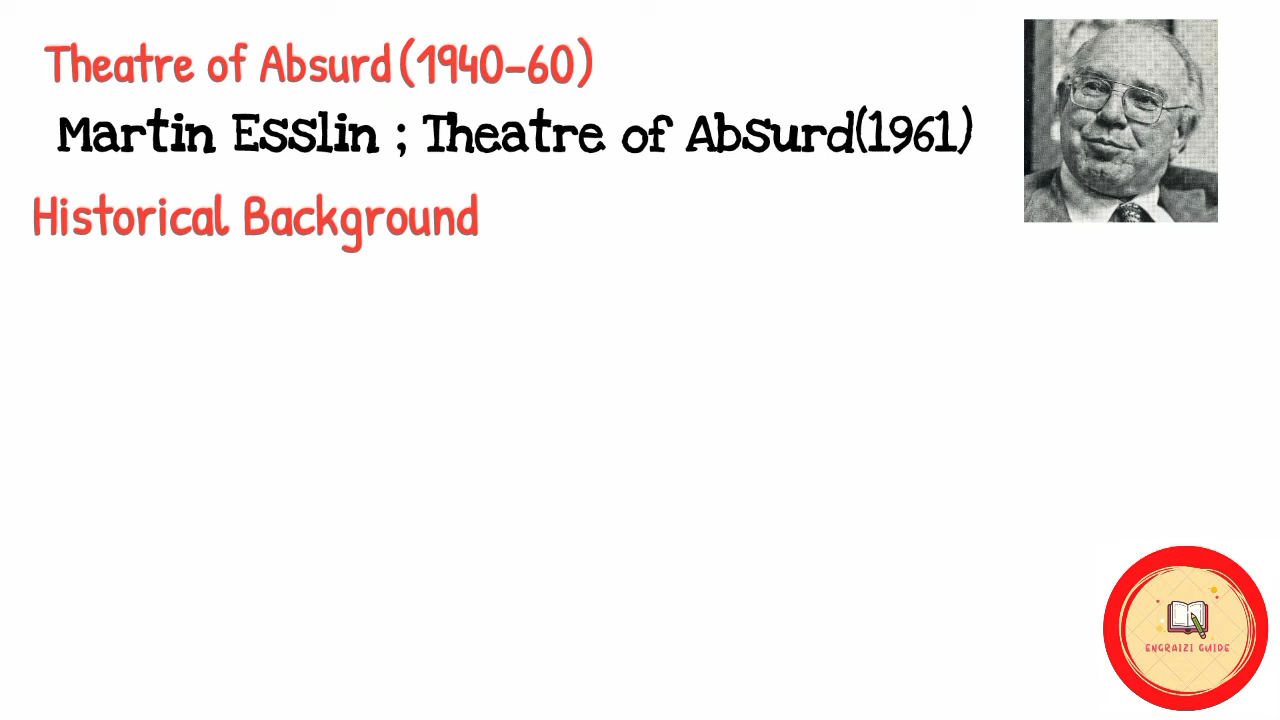 Theatre of Absurd (1940-60)
Martin Esslin ; Theatre of Absurd(1961)
Historical Background
ENGRAIZI GUIDE